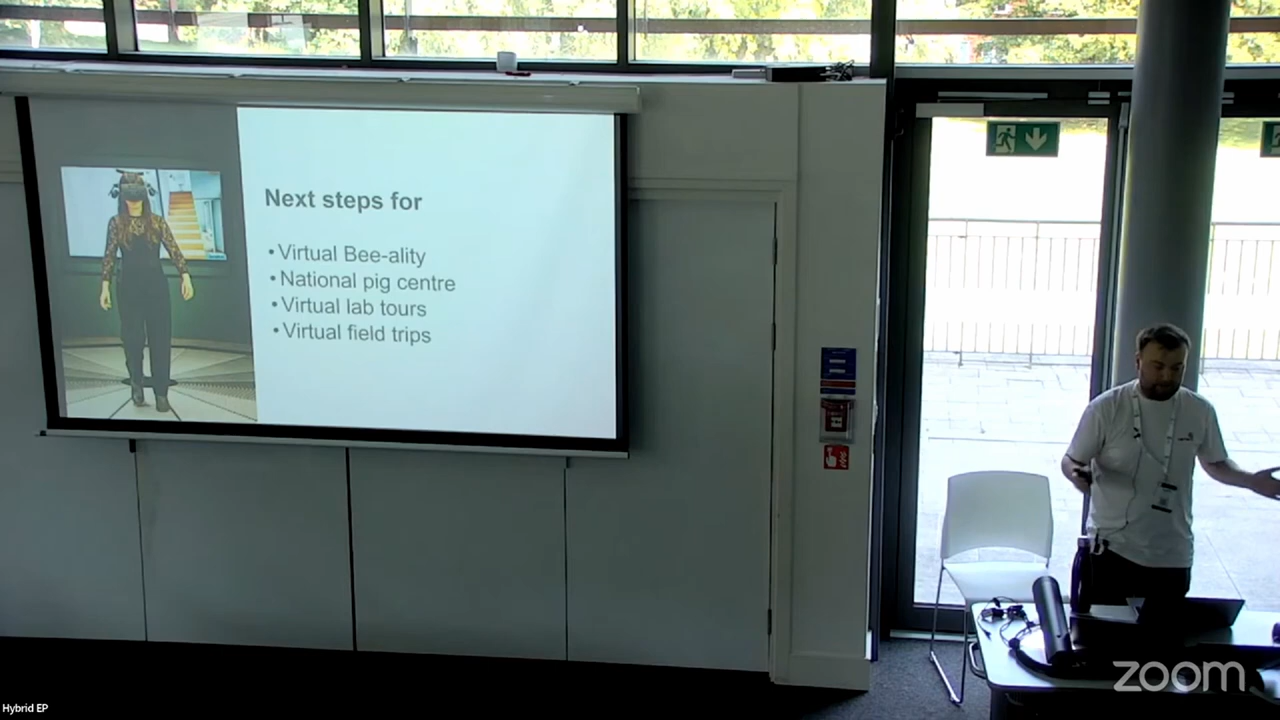 Next steps for
• Virtual Bee-ality
• National pig centre
• Virtual lab tours
• Virtual field trips
zoom
Hybrid EP